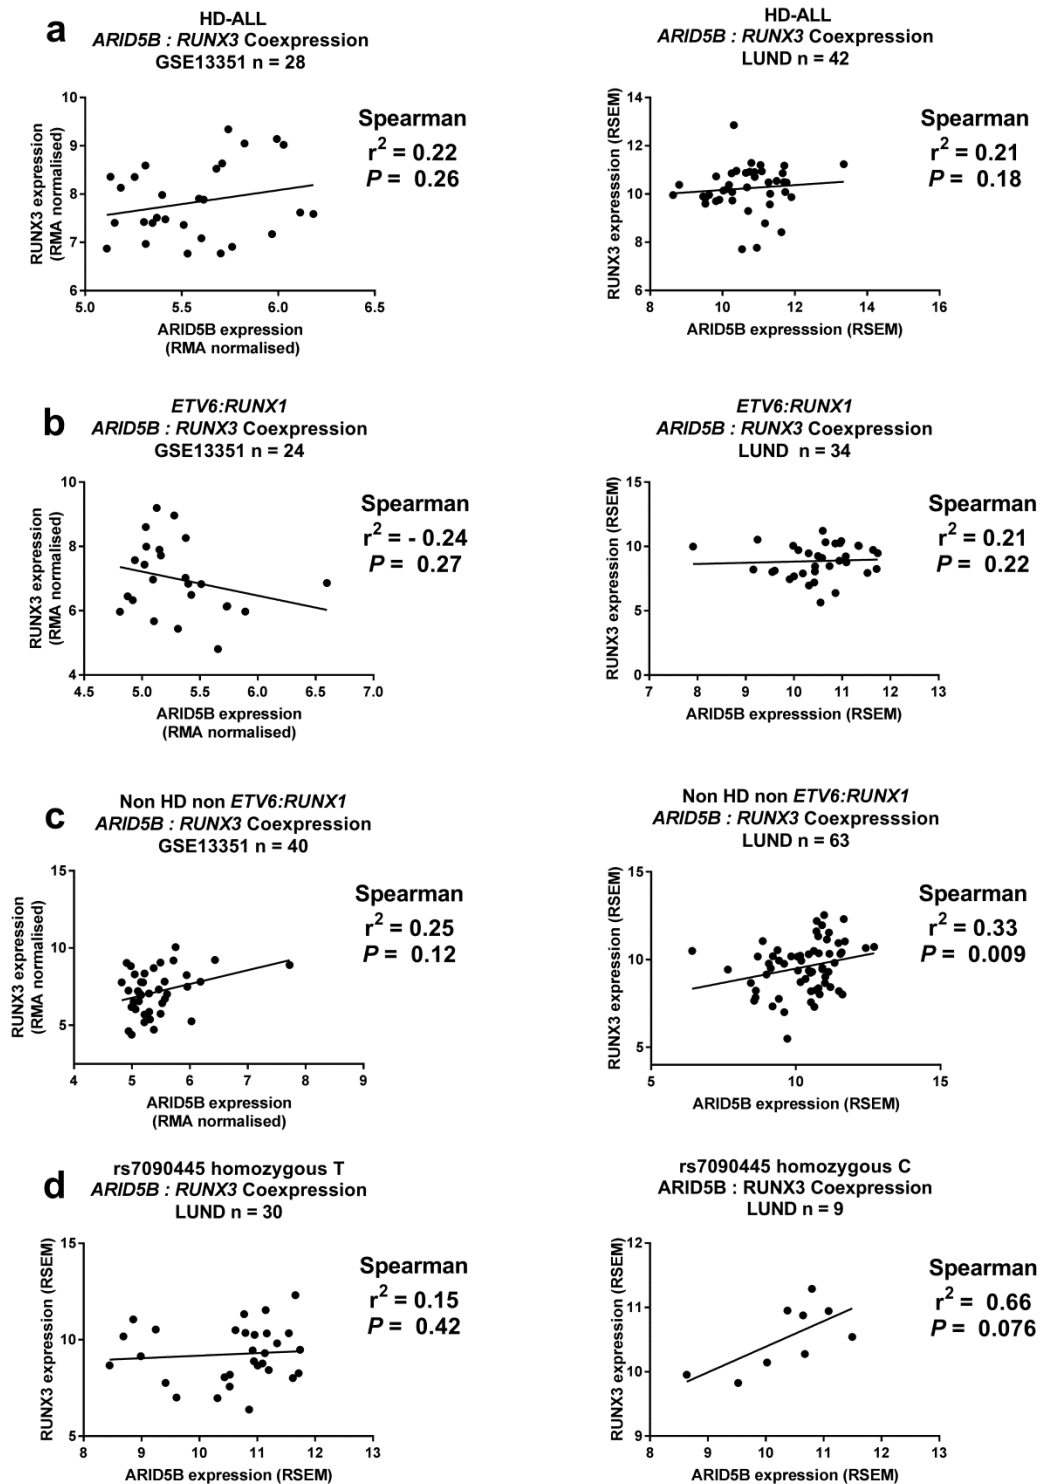 a
HD-ALL
ARID5B : RUNX3 Coexpression
GSE13351 n = 28
RUNX3 expression
(RMA normalised)
10
9
8
7
6
5.0
5.5
6.0
6.5
ARID5B expression
(RMA normalised)
Spearman
r² = 0.22
P = 0.26
HD-ALL
ARID5B : RUNX3 Coexpression
LUND n = 42
RUNX3 expresssion (RSEM)
14
12
10
8
6
8
10
12
14
16
ARID5B expresssion (RSEM)
Spearman
r² = 0.21
P = 0.18
b
ETV6:RUNX1
ARID5B : RUNX3 Coexpression
GSE13351 n = 24
RUNX3 expression
(RMA normalised)
10
8
6
4
4.5
5.0
5.5
6.0
6.5
7.0
ARID5B expression
(RMA normalised)
Spearman
r² = - 0.24
P = 0.27
ETV6:RUNX1
ARID5B : RUNX3 Coexpression
LUND n = 34
RUNX3 expresssion (RSEM)
15
10
5
0
7
8
9
10
11
12
13
ARID5B expresssion (RSEM)
Spearman
r² = 0.21
P = 0.22
c
Non HD non ETV6:RUNX1
ARID5B : RUNX3 Coexpression
GSE13351 n = 40
RUNX3 expression
(RMA normalised)
15
10
5
4
5
6
7
8
9
ARID5B expression
(RMA normalised)
Spearman
r² = 0.25
P = 0.12
Non HD non ETV6:RUNX1
ARID5B : RUNX3 Coexpresssion
LUND n = 63
RUNX3 expression (RSEM)
15
10
5
5
10
15
ARID5B expression (RSEM)
Spearman
r² = 0.33
P = 0.009
d
rs7090445 homozygous T
ARID5B : RUNX3 Coexpression
LUND n = 30
RUNX3 expression (RSEM)
15
10
5
8
9
10
11
12
13
ARID5B expression (RSEM)
Spearman
r² = 0.15
P = 0.42
rs7090445 homozygous C
ARID5B : RUNX3 Coexpression
LUND n = 9
RUNX3 expression (RSEM)
12
11
10
9
8
9
10
11
12
13
ARID5B expression (RSEM)
Spearman
r² = 0.66
P = 0.076